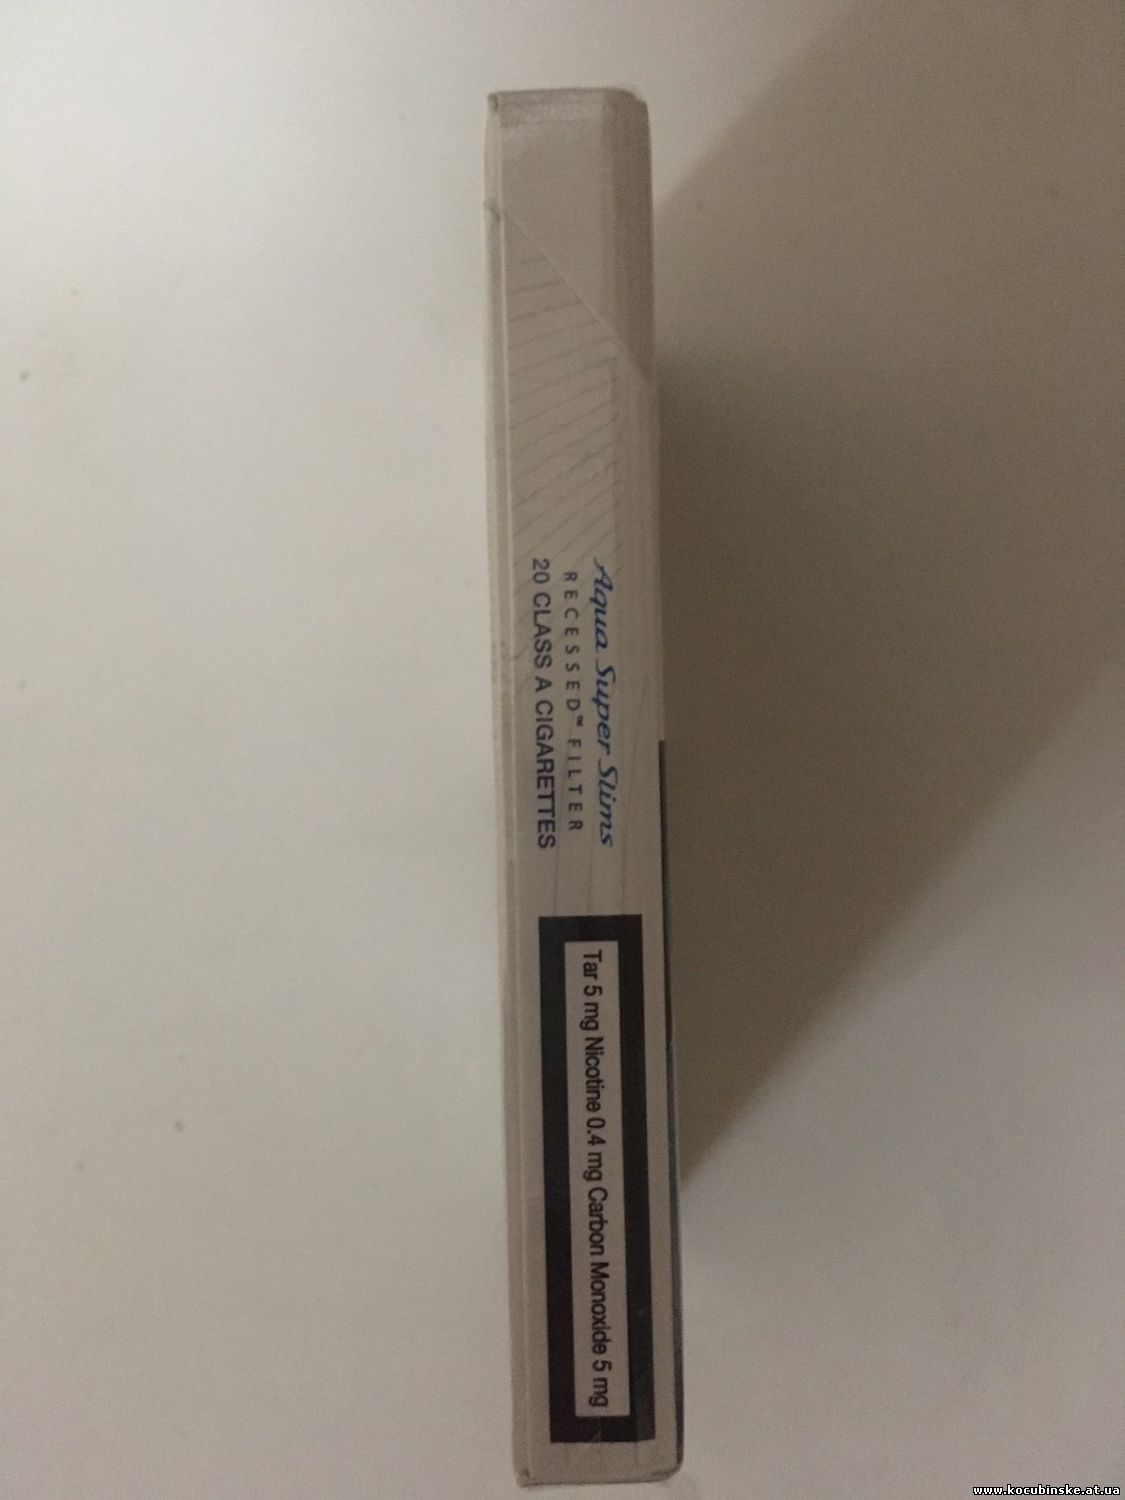 Aqua Super Slims
RECESSED™ FILTER
20 CLASS A CIGARETTES
Tar 5 mg Nicotine 0.4 mg Carbon Monoxide 5 mg
www.kocubinske.at.ua